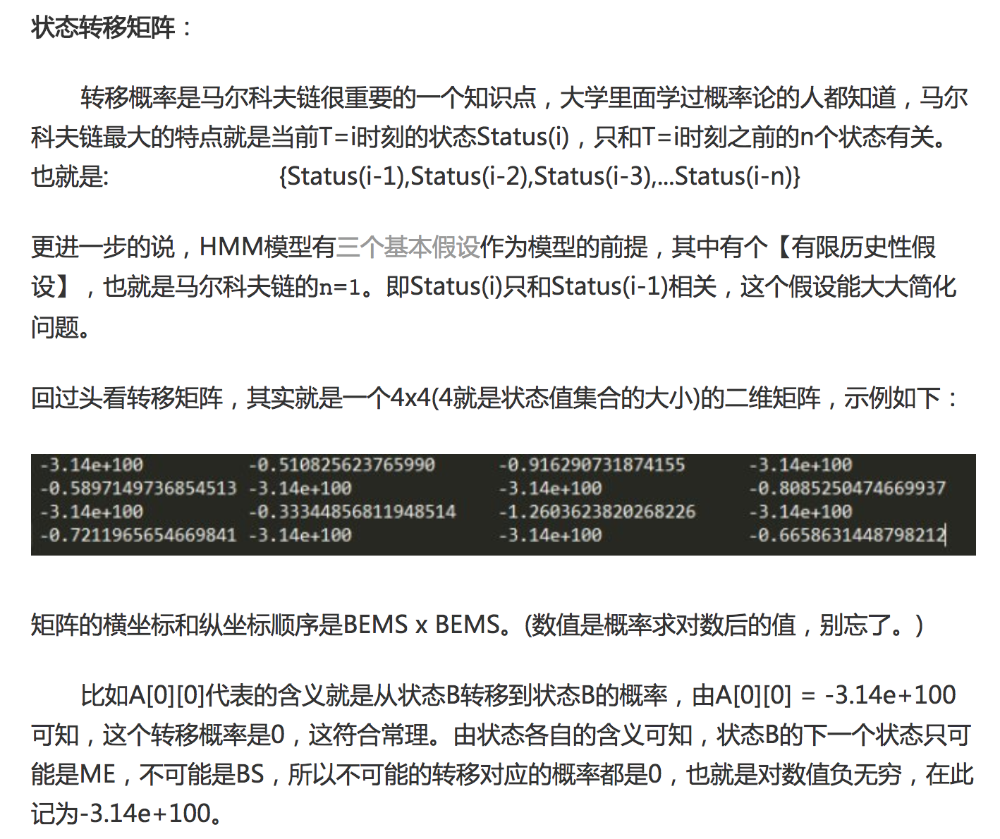 状态转移矩阵：
转移概率是马尔科夫链很重要的一个知识点，大学里面学过概率论的人都知道，马尔
科夫链最大的特点就是当前T=i时刻的状态Status(i)，只和T=i时刻之前的n个状态有关。
也就是: {Status(i-1),Status(i-2),Status(i-3),...Status(i-n)}
更进一步的说，HMM模型有三个基本假设作为模型的前提，其中有个【有限历史性假
设】，也就是马尔科夫链的n=1。即Status(i)只和Status(i-1)相关，这个假设能大大简化
问题。
回过头看转移矩阵，其实就是一个4x4(4就是状态值集合的大小)的二维矩阵，示例如下：
-3.14e+100 -0.510825623765990 -0.916290731874155 -3.14e+100
-0.5897149736854513 -3.14e+100 -3.14e+100 -0.8085250474669937
-3.14e+100 -0.33344856811948514 -1.2603623820268226 -3.14e+100
-0.7211965654669841 -3.14e+100 -3.14e+100 -0.6658631448798212
矩阵的横坐标和纵坐标顺序是BEMS x BEMS。(数值是概率求对数后的值，别忘了。)
比如A[0][0]代表的含义就是从状态B转移到状态B的概率，由A[0][0] = -3.14e+100
可知，这个转移概率是0，这符合常理。由状态各自的含义可知，状态B的下一个状态只可
能是ME，不可能是BS，所以不可能的转移对应的概率都是0，也就是对数值负无穷，在此
记为-3.14e+100。